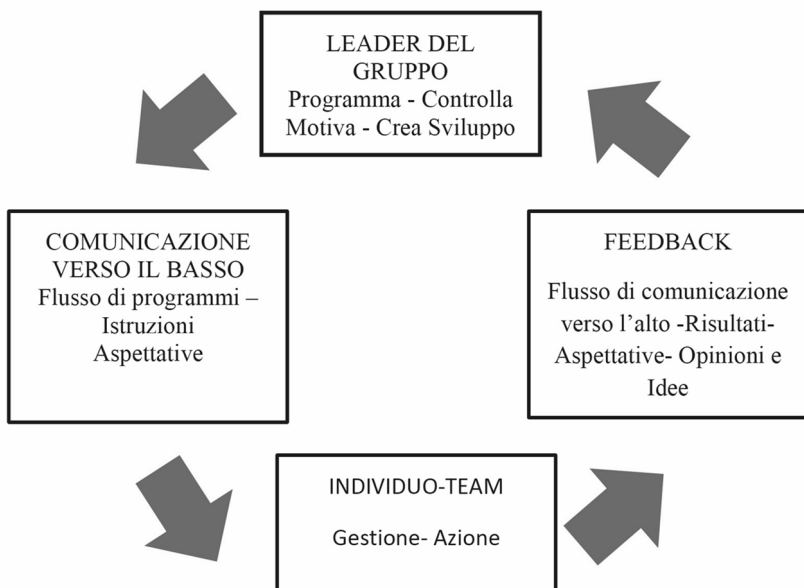 LEADER DEL
GRUPPO
Programma - Controlla
Motiva - Crea Sviluppo
COMUNICAZIONE
VERSO IL BASSO
Flusso di programmi –
Istruzioni
Aspettative
FEEDBACK
Flusso di comunicazione
verso l’alto -Risultati-
Aspettative- Opinioni e
Idee
INDIVIDUO-TEAM
Gestione- Azione